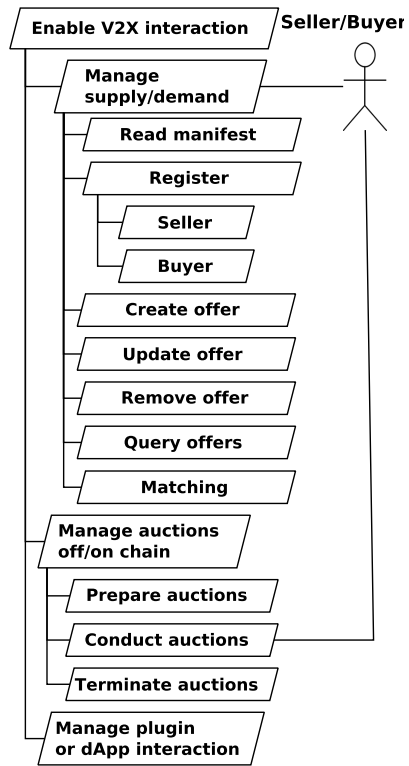 Enable V2X interaction
Seller/Buyer
Manage
supply/demand
Read manifest
Register
Seller
Buyer
Create offer
Update offer
Remove offer
Query offers
Matching
Manage auctions
off/on chain
Prepare auctions
Conduct auctions
Terminate auctions
Manage plugin
or dApp interaction